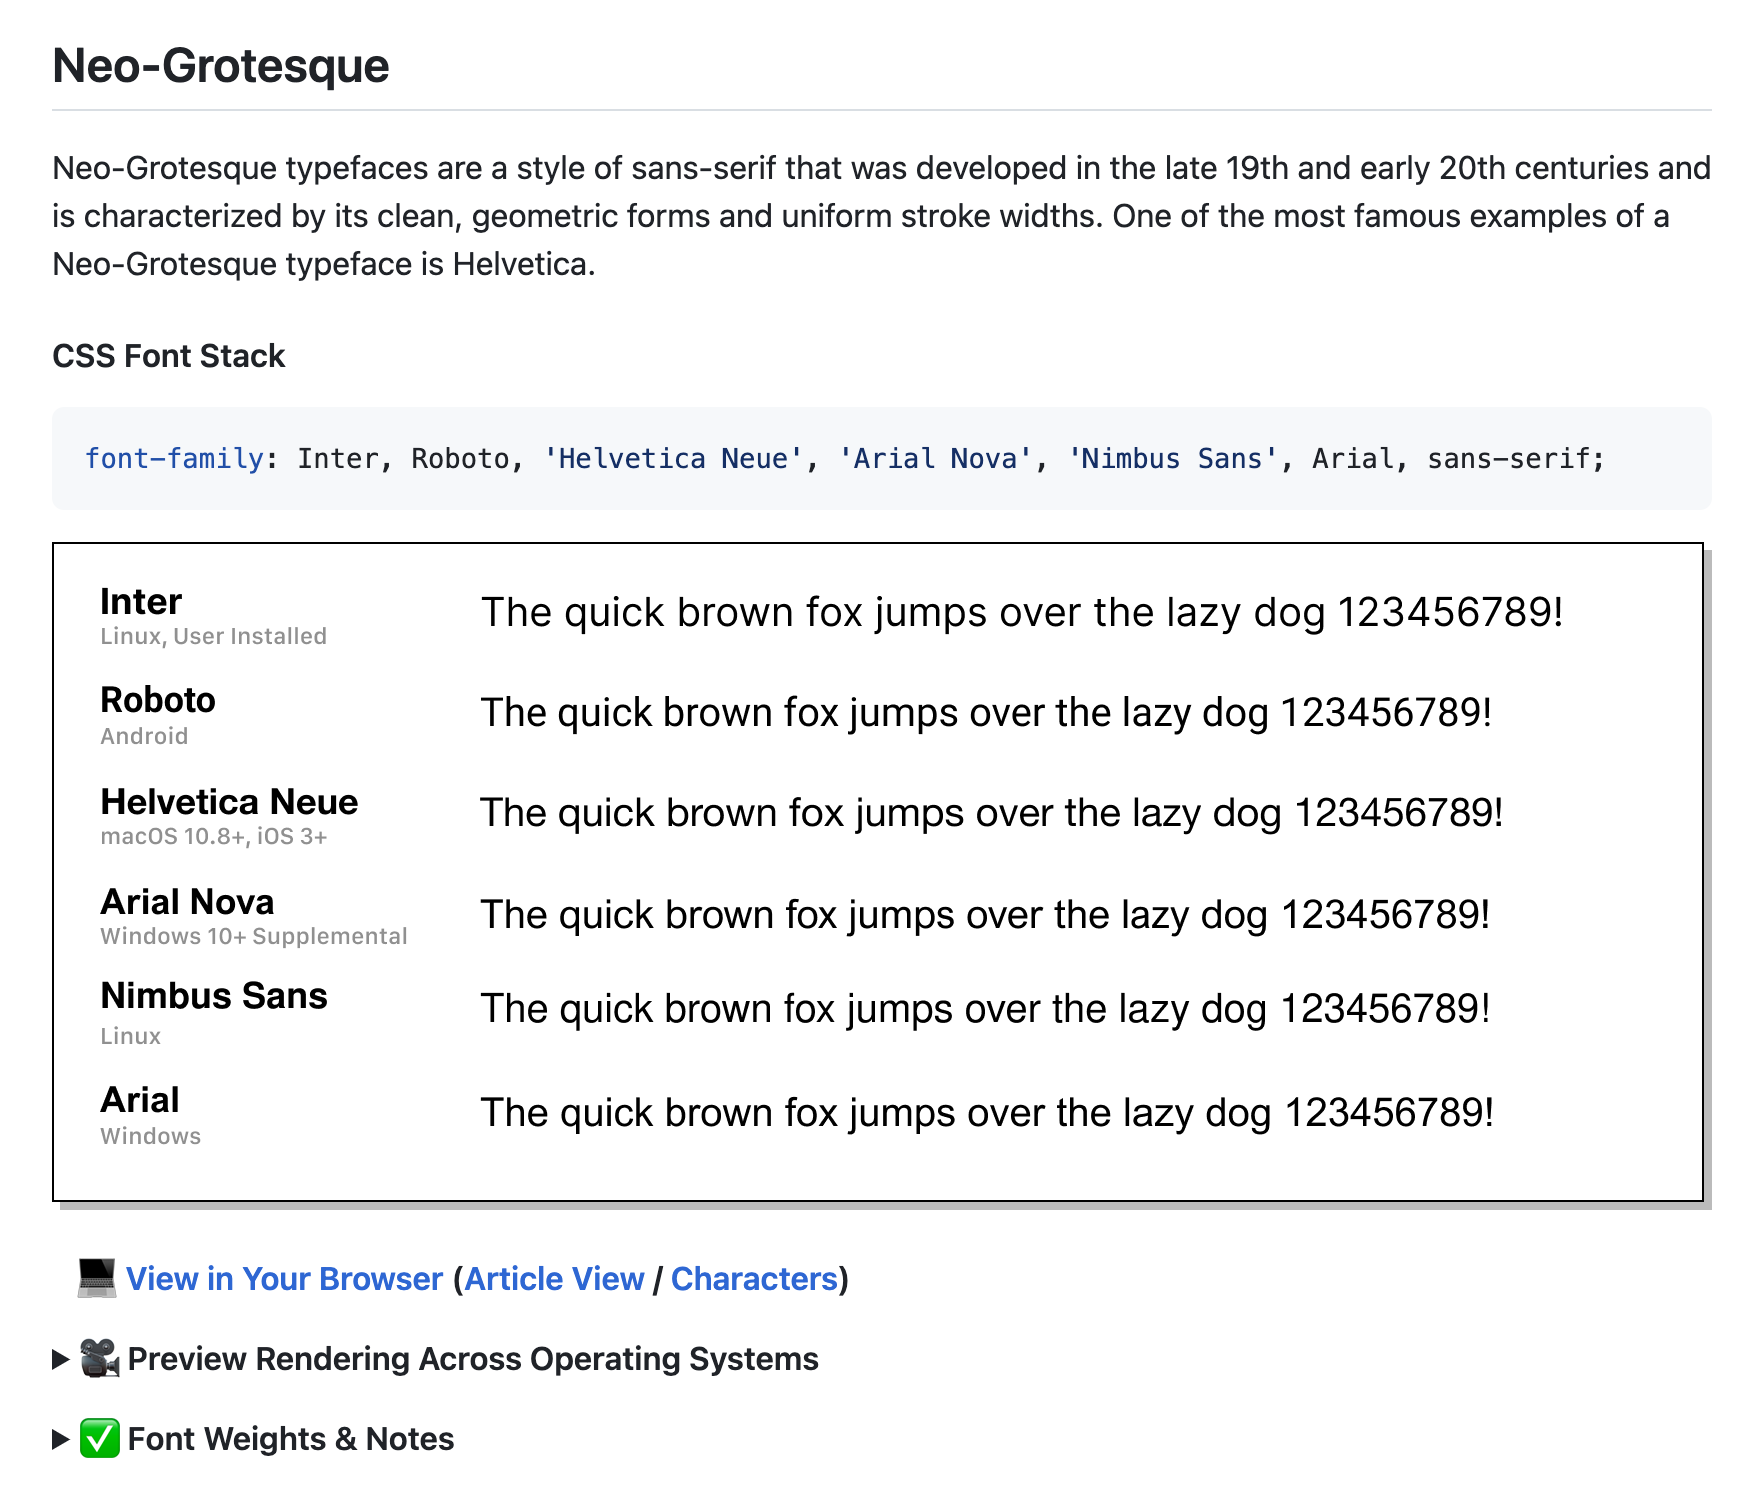 Neo-Grotesque
Neo-Grotesque typefaces are a style of sans-serif that was developed in the late 19th and early 20th centuries and
is characterized by its clean, geometric forms and uniform stroke widths. One of the most famous examples of a
Neo-Grotesque typeface is Helvetica.
CSS Font Stack
font-family: Inter, Roboto, 'Helvetica Neue', 'Arial Nova', 'Nimbus Sans', Arial, sans-serif;
Inter
Linux, User Installed
The quick brown fox jumps over the lazy dog 123456789!
Roboto
Android
The quick brown fox jumps over the lazy dog 123456789!
Helvetica Neue
macOS 10.8+, iOS 3+
The quick brown fox jumps over the lazy dog 123456789!
Arial Nova
Windows 10+ Supplemental
The quick brown fox jumps over the lazy dog 123456789!
Nimbus Sans
Linux
The quick brown fox jumps over the lazy dog 123456789!
Arial
Windows
The quick brown fox jumps over the lazy dog 123456789!
View in Your Browser (Article View / Characters)
Preview Rendering Across Operating Systems
Font Weights & Notes